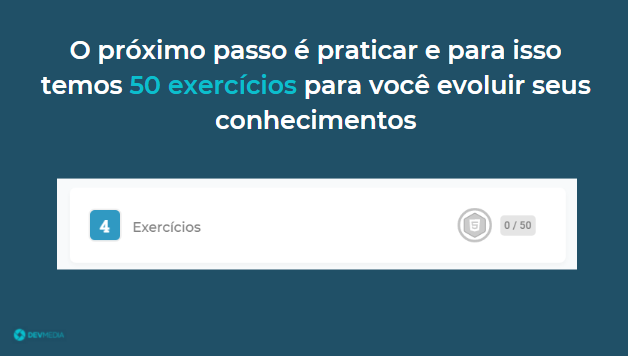 O próximo passo é praticar e para isso
temos 50 exercícios para você evoluir seus
conhecimentos
4 Exercícios 5 0 / 50
DEVMEDIA